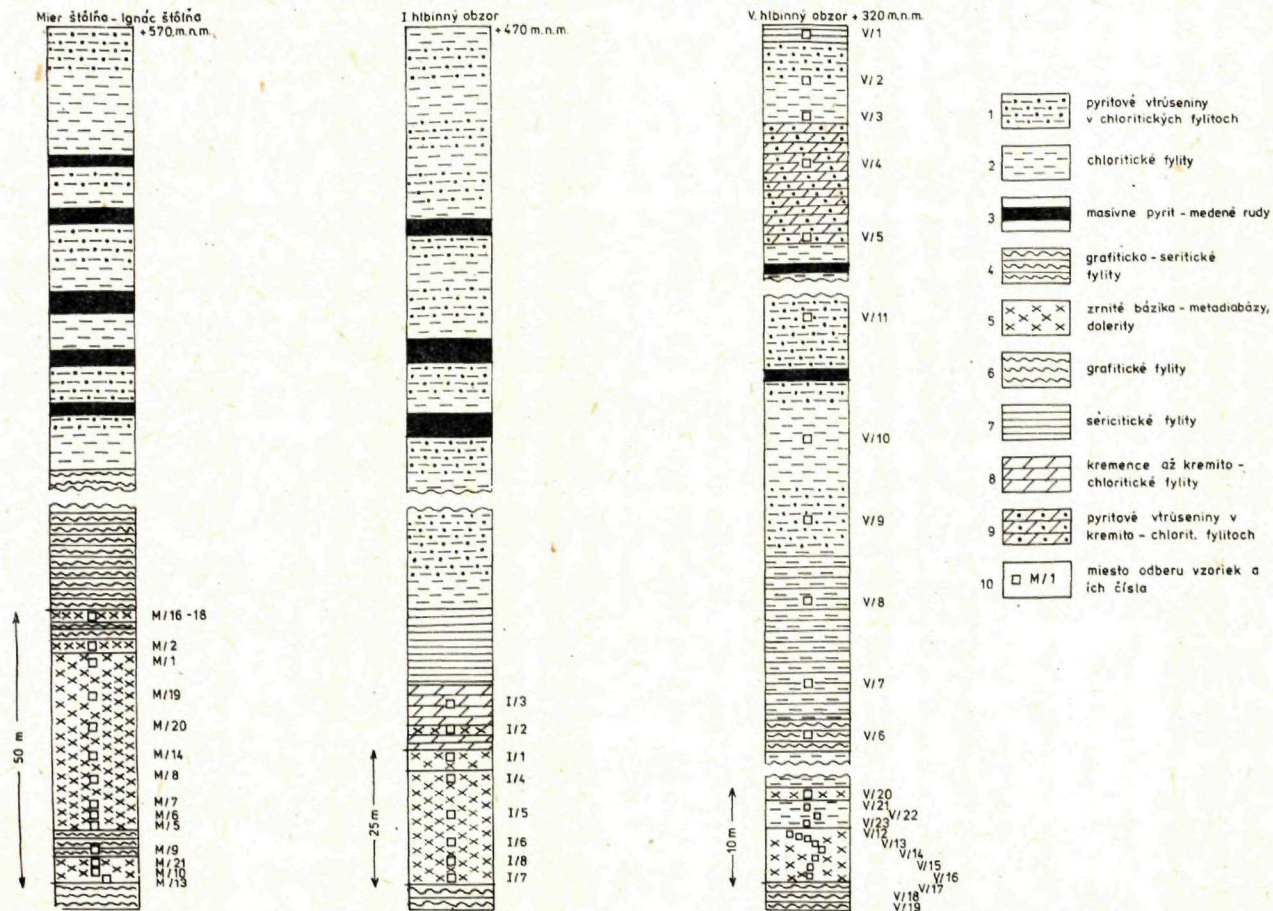 Mier štôlňa - Ignác štôlňa
+570 m.n.m.
M/16 -18
M/2
M/1
M/19
M/20
M/14
M/8
M/7
M/6
M/5
M/9
M/21
M/10
M/13
50 m
I hlbinný obzor
+470 m.n.m.
I/3
I/2
I/1
I/4
I/5
I/6
I/8
I/7
25 m
V. hlbinný obzor + 320 m.n.m.
V/1
V/2
V/3
V/4
V/5
V/11
V/10
V/9
V/8
V/7
V/6
V/20
V/21
V/22
V/23
V/12
V/13
V/14
V/15
V/16
V/17
V/18
V/19
10 m
1 pyritové vtrúseniny
v chloritických fylitoch
2 chloritické fylity
3 masívne pyrit - medené rudy
4 grafiticko - seritické
fylity
5 zrnité bázika - metadiabázy,
dolerity
6 grafitické fylity
7 sericitické fylity
8 kremence až kremito -
chloritické fylity
9 pyritové vtrúseniny v
kremito - chlorit. fylitoch
10 M/1 miesto odberu vzoriek a
ích čísla